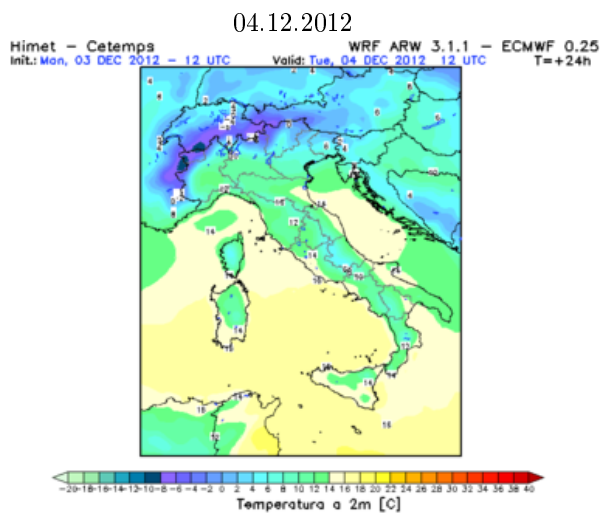 04.12.2012
Himet - Cetemps WRF ARW 3.1.1 - ECMWF 0.25
Init.: Mon, 03 DEC 2012 - 12 UTC Valid: Tue, 04 DEC 2012 12 UTC T=+24h
-20-18-16-14-12-10-8 -6 -4 -2 0 2 4 6 8 10 12 14 16 18 20 22 24 26 28 30 32 34 36 38 40
Temperatura a 2m [C]